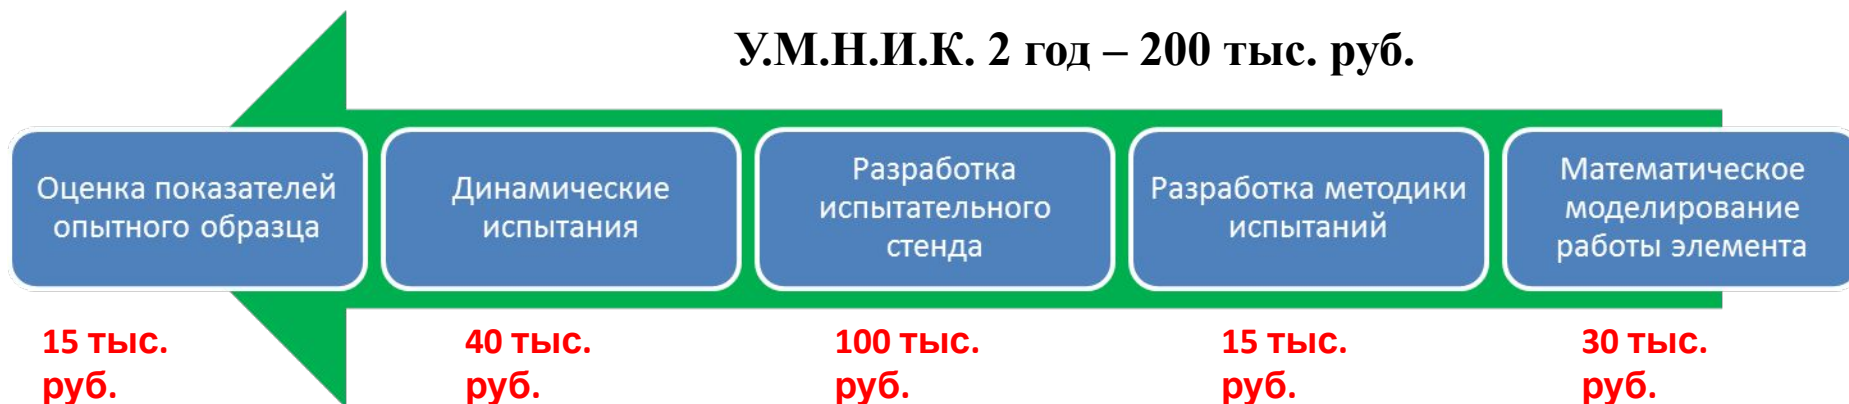 У.М.Н.И.К. 2 год – 200 тыс. руб.
Оценка показателей
опытного образца
Динамические
испытания
Разработка
испытательного
стенда
Разработка методики
испытаний
Математическое
моделирование
работы элемента
15 тыс.
руб.
40 тыс.
руб.
100 тыс.
руб.
15 тыс.
руб.
30 тыс.
руб.